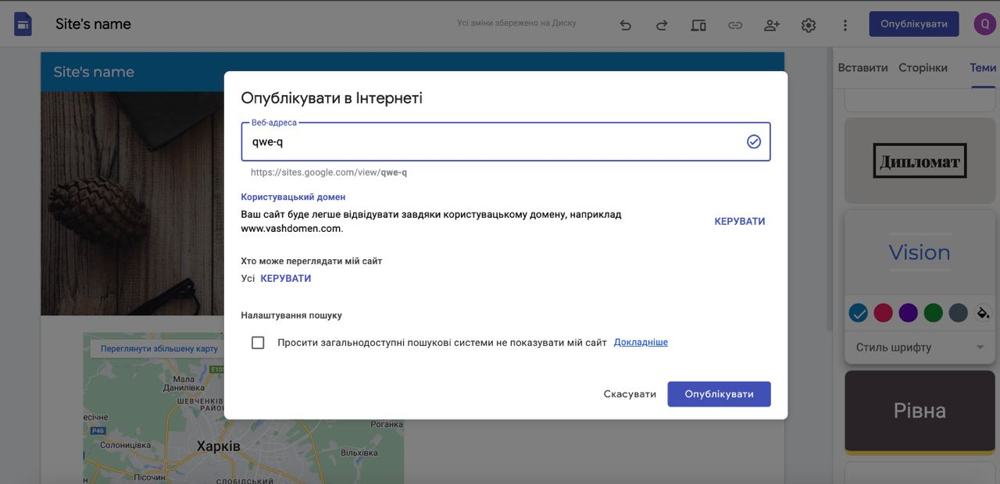 Site's name
Усі зміни збережено на Диску
Опублікувати
Q
Site's name
Вставити
Сторінки
Теми
Опублікувати в Інтернеті
Веб-адреса
qwe-q
https://sites.google.com/view/qwe-q
Користувацький домен
Ваш сайт буде легше відвідувати завдяки користувацькому домену, наприклад
www.vashdomen.com.
КЕРУВАТИ
Хто може переглядати мій сайт
Усі КЕРУВАТИ
Налаштування пошуку
Просити загальнодоступні пошукові системи не показувати мій сайт Докладніше
Скасувати
Опублікувати
Дипломат
Vision
Стиль шрифту
Рівна
Переглянути збільшену карту
Мала
Данилівка
ШЕВЧЕНКІВ
РАЙОН
есічне
P46
Солоницівка
Харків
Роганка
Вільхівка
Пісочин
СЛОБІДСЬКИЙ